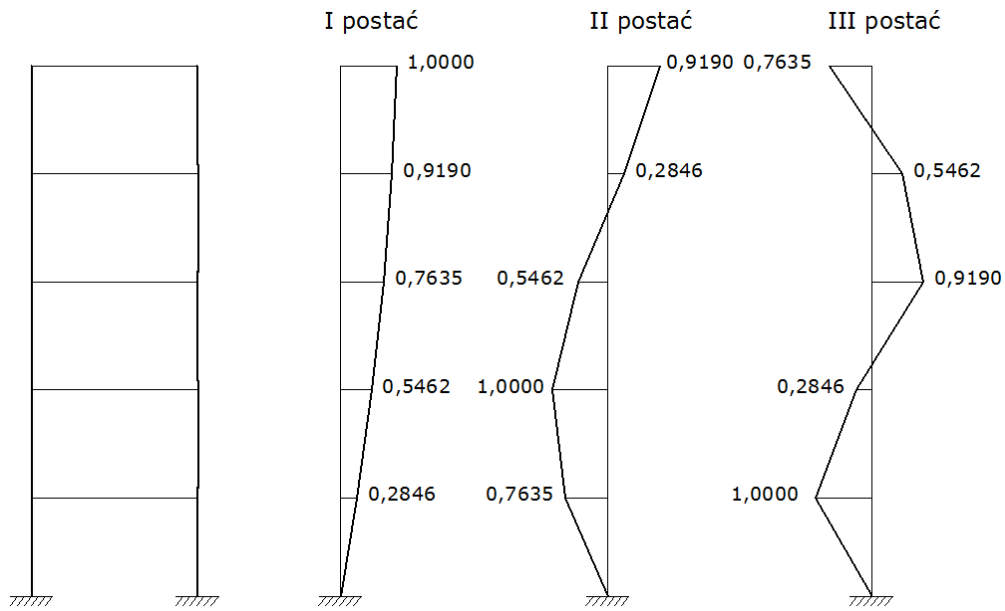 I postać II postać III postać
1,0000 0,9190 0,7635
0,9190 0,2846 0,5462
0,7635 0,5462 0,9190
0,5462 1,0000 0,2846
0,2846 0,7635 1,0000